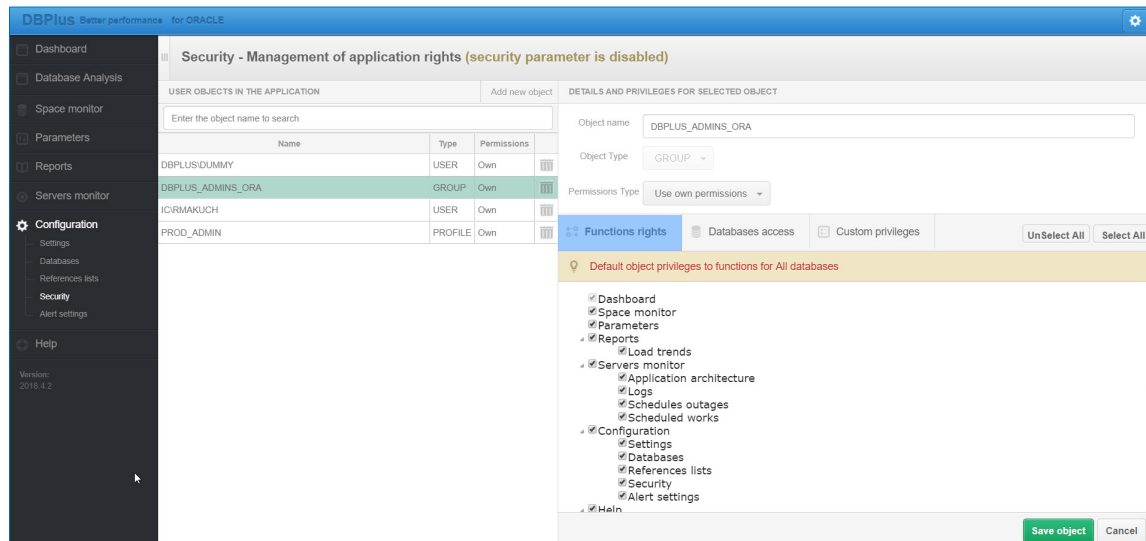 DBPlus Better performance for ORACLE
Dashboard
Database Analysis
Space monitor
Parameters
Reports
Servers monitor
Configuration
Settings
Databases
References lists
Security
Alert settings
Help
Version:
2018.4.2
Security - Management of application rights (security parameter is disabled)
USER OBJECTS IN THE APPLICATION Add new object
Enter the object name to search
Name Type Permissions
DBPLUS\DUMMY USER Own
DBPLUS_ADMINS_ORA GROUP Own
IC\RMAKUCH USER Own
PROD_ADMIN PROFILE Own
DETAILS AND PRIVILEGES FOR SELECTED OBJECT
Object name DBPLUS_ADMINS_ORA
Object Type GROUP
Permissions Type Use own permissions
Functions rights Databases access Custom privileges UnSelect All Select All
Default object privileges to functions for All databases
Dashboard
Space monitor
Parameters
Reports
Load trends
Servers monitor
Application architecture
Logs
Schedules outages
Scheduled works
Configuration
Settings
Databases
References lists
Security
Alert settings
Help
Save object Cancel